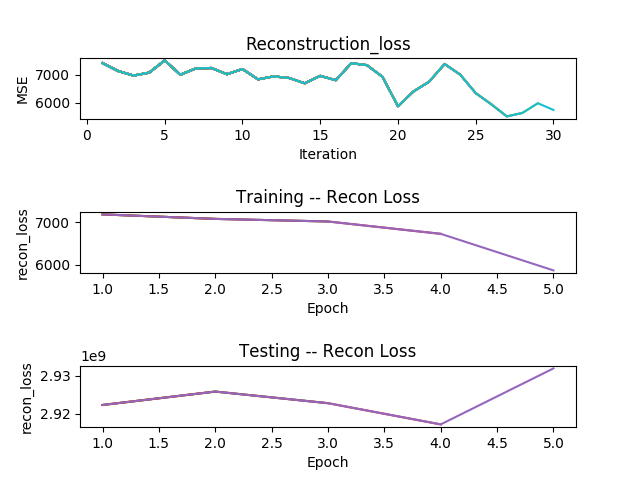 Reconstruction_loss
7000
6000
MSE
0 5 10 15 20 25 30
Iteration
Training -- Recon Loss
7000
6000
recon_loss
1.0 1.5 2.0 2.5 3.0 3.5 4.0 4.5 5.0
Epoch
Testing -- Recon Loss
1e9
2.93
2.92
recon_loss
1.0 1.5 2.0 2.5 3.0 3.5 4.0 4.5 5.0
Epoch